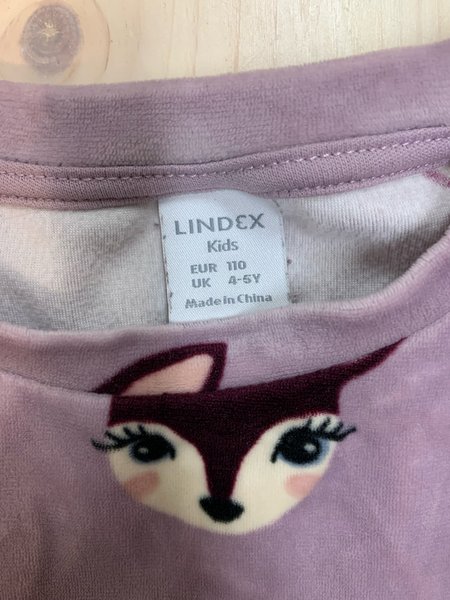 LINDEX
Kids
EUR 110
UK 4-5Y
Made in China